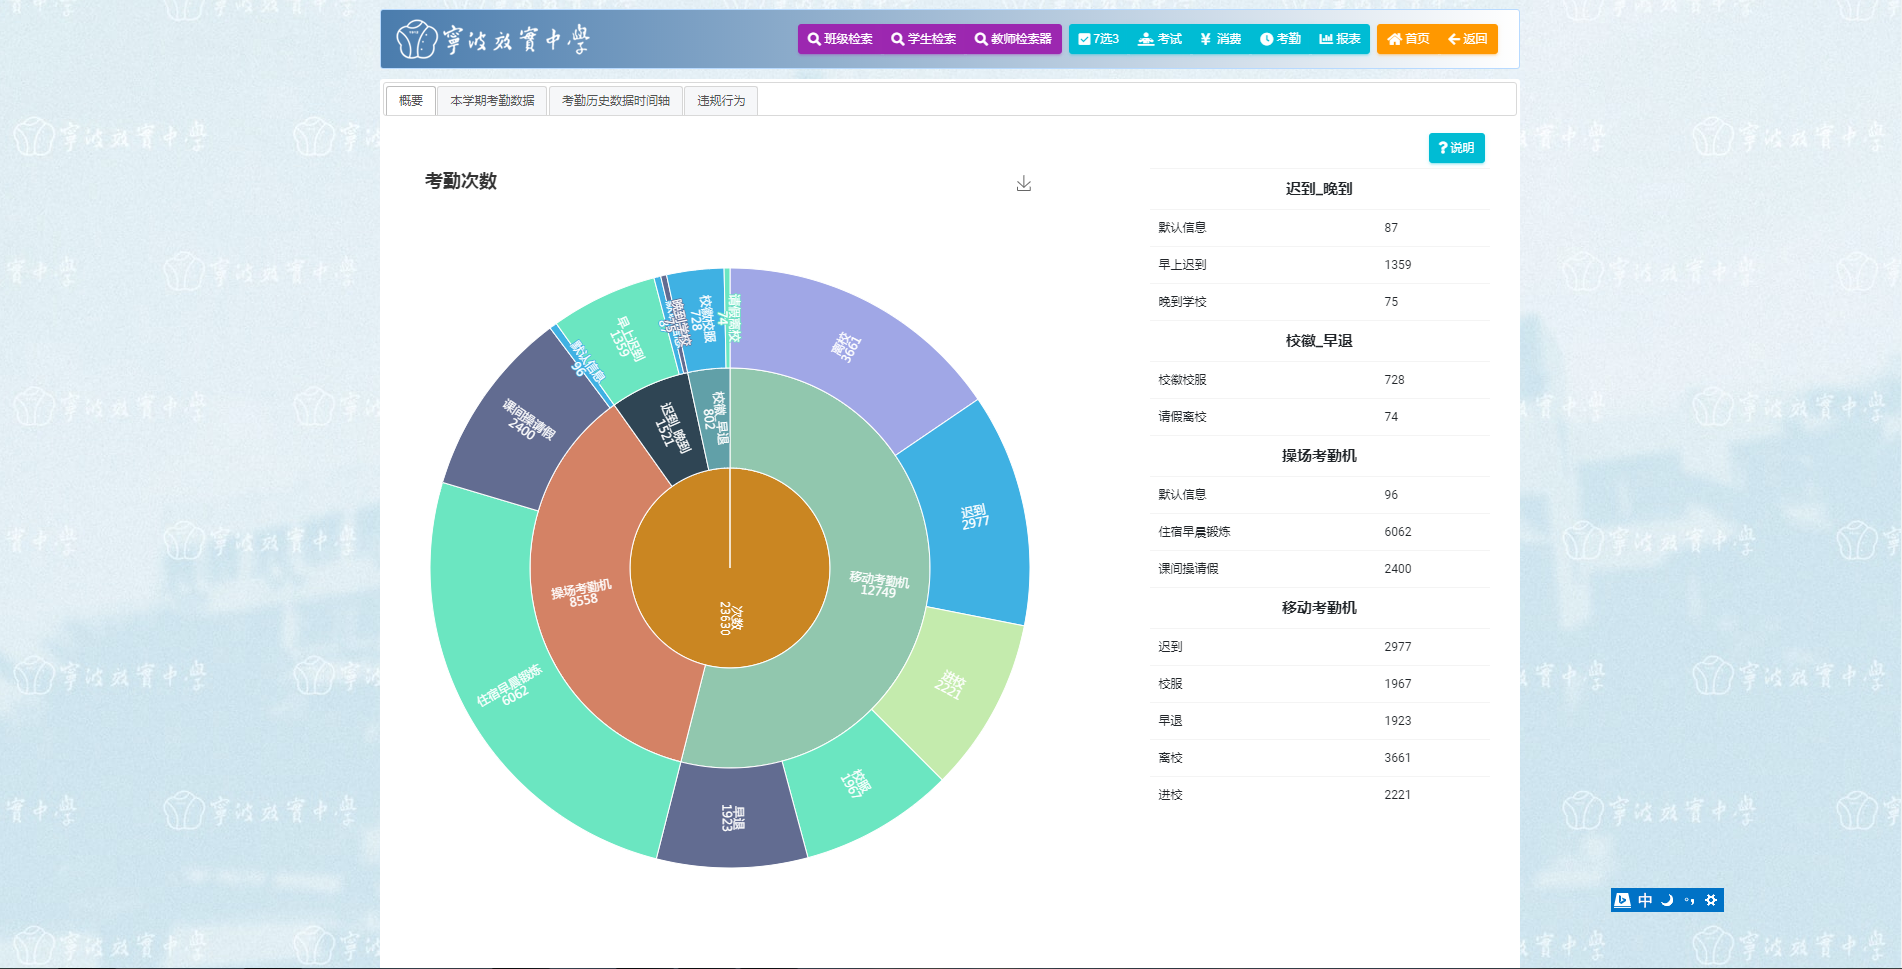 寧波效實中學
班级检索 学生检索 教师检索器 7选3 考试 消费 考勤 报表 首页 返回
概要 本学期考勤数据 考勤历史数据时间轴 违规行为
说明
考勤次数
次数
23630
移动考勤机
12749
操场考勤机
8558
迟到_晚到
1521
校徽_早退
802
离校
3661
迟到
2977
进校
2221
校服
1967
早退
1923
住宿早晨锻炼
6062
课间操请假
2400
默认信息
96
早上迟到
1359
晚到学校
校徽校服
728
请假离校
74
迟到_晚到
默认信息 87
早上迟到 1359
晚到学校 75
校徽_早退
校徽校服 728
请假离校 74
操场考勤机
默认信息 96
住宿早晨锻炼 6062
课间操请假 2400
移动考勤机
迟到 2977
校服 1967
早退 1923
离校 3661
进校 2221
中